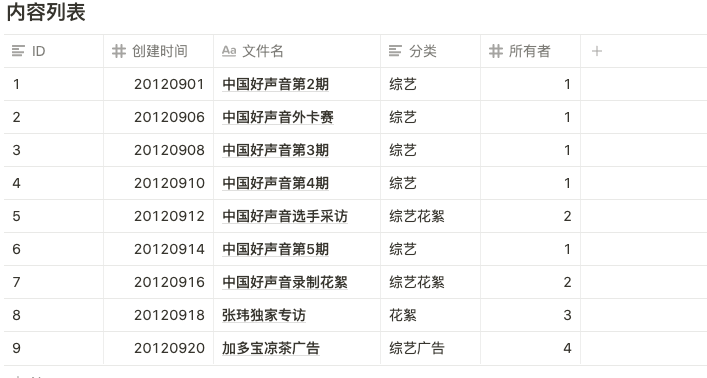 内容列表
ID 创建时间 Aa 文件名 分类 所有者
1 20120901 中国好声音第2期 综艺 1
2 20120906 中国好声音外卡赛 综艺 1
3 20120908 中国好声音第3期 综艺 1
4 20120910 中国好声音第4期 综艺 1
5 20120912 中国好声音选手采访 综艺花絮 2
6 20120914 中国好声音第5期 综艺 1
7 20120916 中国好声音录制花絮 综艺花絮 2
8 20120918 张玮独家专访 花絮 3
9 20120920 加多宝凉茶广告 综艺广告 4